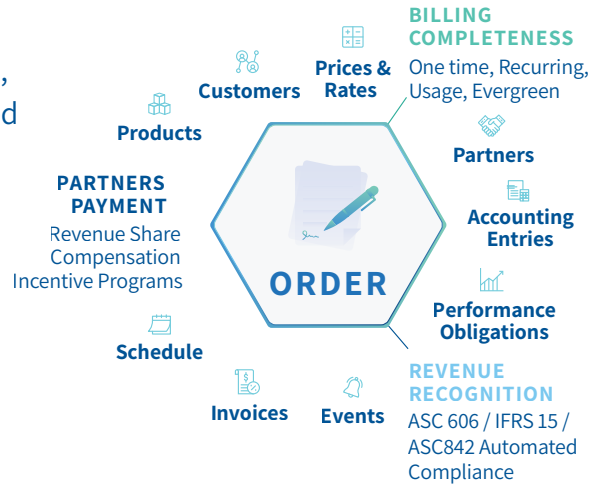 BILLING
COMPLETENESS
One time, Recurring,
Usage, Evergreen
Prices &
Rates
Customers
,
d
Products
Partners
PARTNERS
PAYMENT
Revenue Share
Compensation
Incentive Programs
Accounting
Entries
ORDER
Performance
Obligations
Schedule
Invoices
Events
REVENUE
RECOGNITION
ASC 606 / IFRS 15 /
ASC842 Automated
Compliance